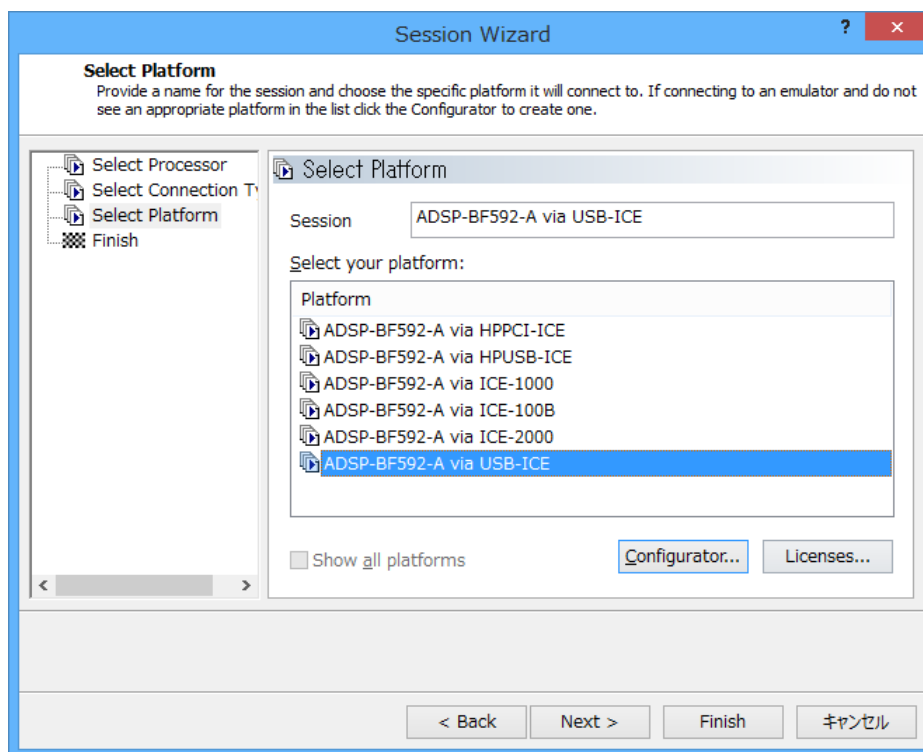 Session Wizard
?
×
Select Platform
Provide a name for the session and choose the specific platform it will connect to. If connecting to an emulator and do not
see an appropriate platform in the list click the Configurator to create one.
Select Processor
Select Connection Ty
Select Platform
Finish
Select Platform
Session
ADSP-BF592-A via USB-ICE
Select your platform:
Platform
ADSP-BF592-A via HPPCI-ICE
ADSP-BF592-A via HPUSB-ICE
ADSP-BF592-A via ICE-1000
ADSP-BF592-A via ICE-100B
ADSP-BF592-A via ICE-2000
ADSP-BF592-A via USB-ICE
Show all platforms
Configurator...
Licenses...
< Back
Next >
Finish
キャンセル